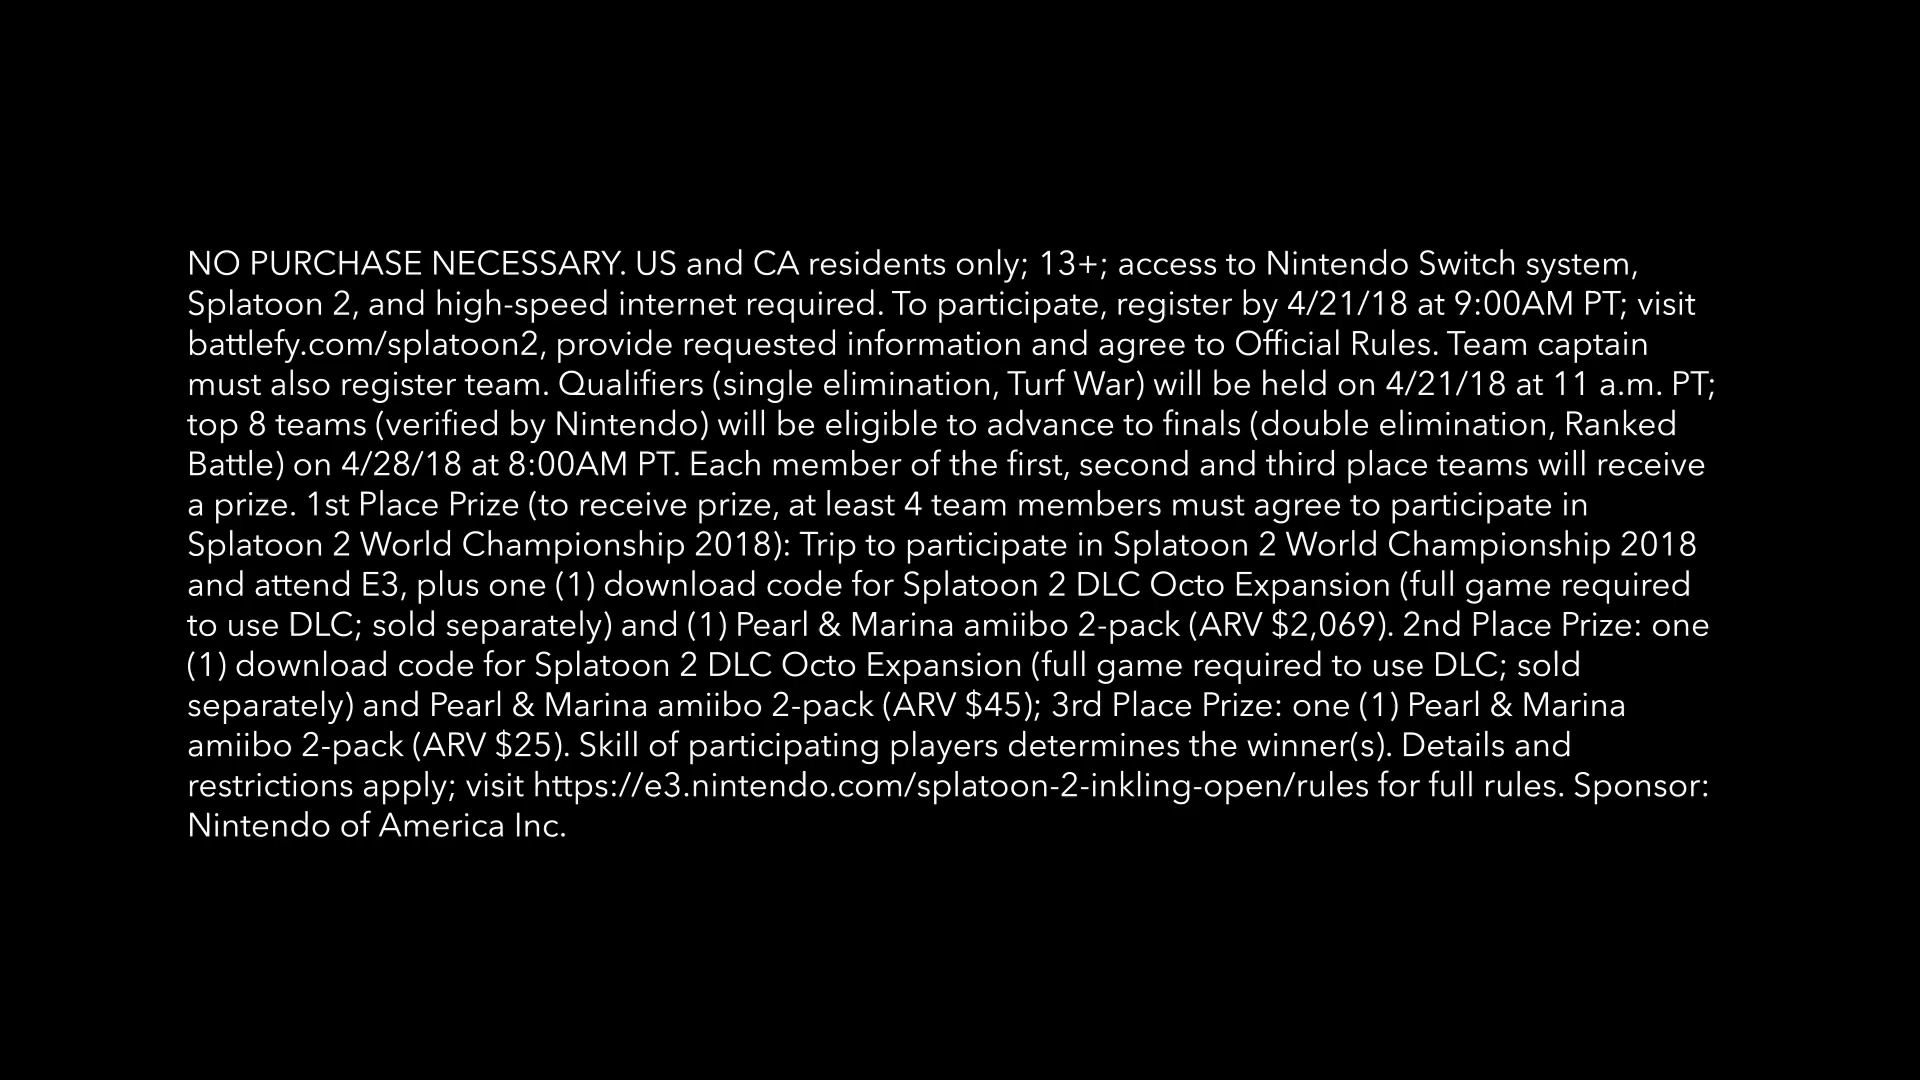 NO PURCHASE NECESSARY. US and CA residents only; 13+; access to Nintendo Switch system,
Splatoon 2, and high-speed internet required. To participate, register by 4/21/18 at 9:00AM PT; visit
battlefy.com/splatoon2, provide requested information and agree to Official Rules. Team captain
must also register team. Qualifiers (single elimination, Turf War) will be held on 4/21/18 at 11 a.m. PT;
top 8 teams (verified by Nintendo) will be eligible to advance to finals (double elimination, Ranked
Battle) on 4/28/18 at 8:00AM PT. Each member of the first, second and third place teams will receive
a prize. 1st Place Prize (to receive prize, at least 4 team members must agree to participate in
Splatoon 2 World Championship 2018): Trip to participate in Splatoon 2 World Championship 2018
and attend E3, plus one (1) download code for Splatoon 2 DLC Octo Expansion (full game required
to use DLC; sold separately) and (1) Pearl & Marina amiibo 2-pack (ARV $2,069). 2nd Place Prize: one
(1) download code for Splatoon 2 DLC Octo Expansion (full game required to use DLC; sold
separately) and Pearl & Marina amiibo 2-pack (ARV $45); 3rd Place Prize: one (1) Pearl & Marina
amiibo 2-pack (ARV $25). Skill of participating players determines the winner(s). Details and
restrictions apply; visit https://e3.nintendo.com/splatoon-2-inkling-open/rules for full rules. Sponsor:
Nintendo of America Inc.